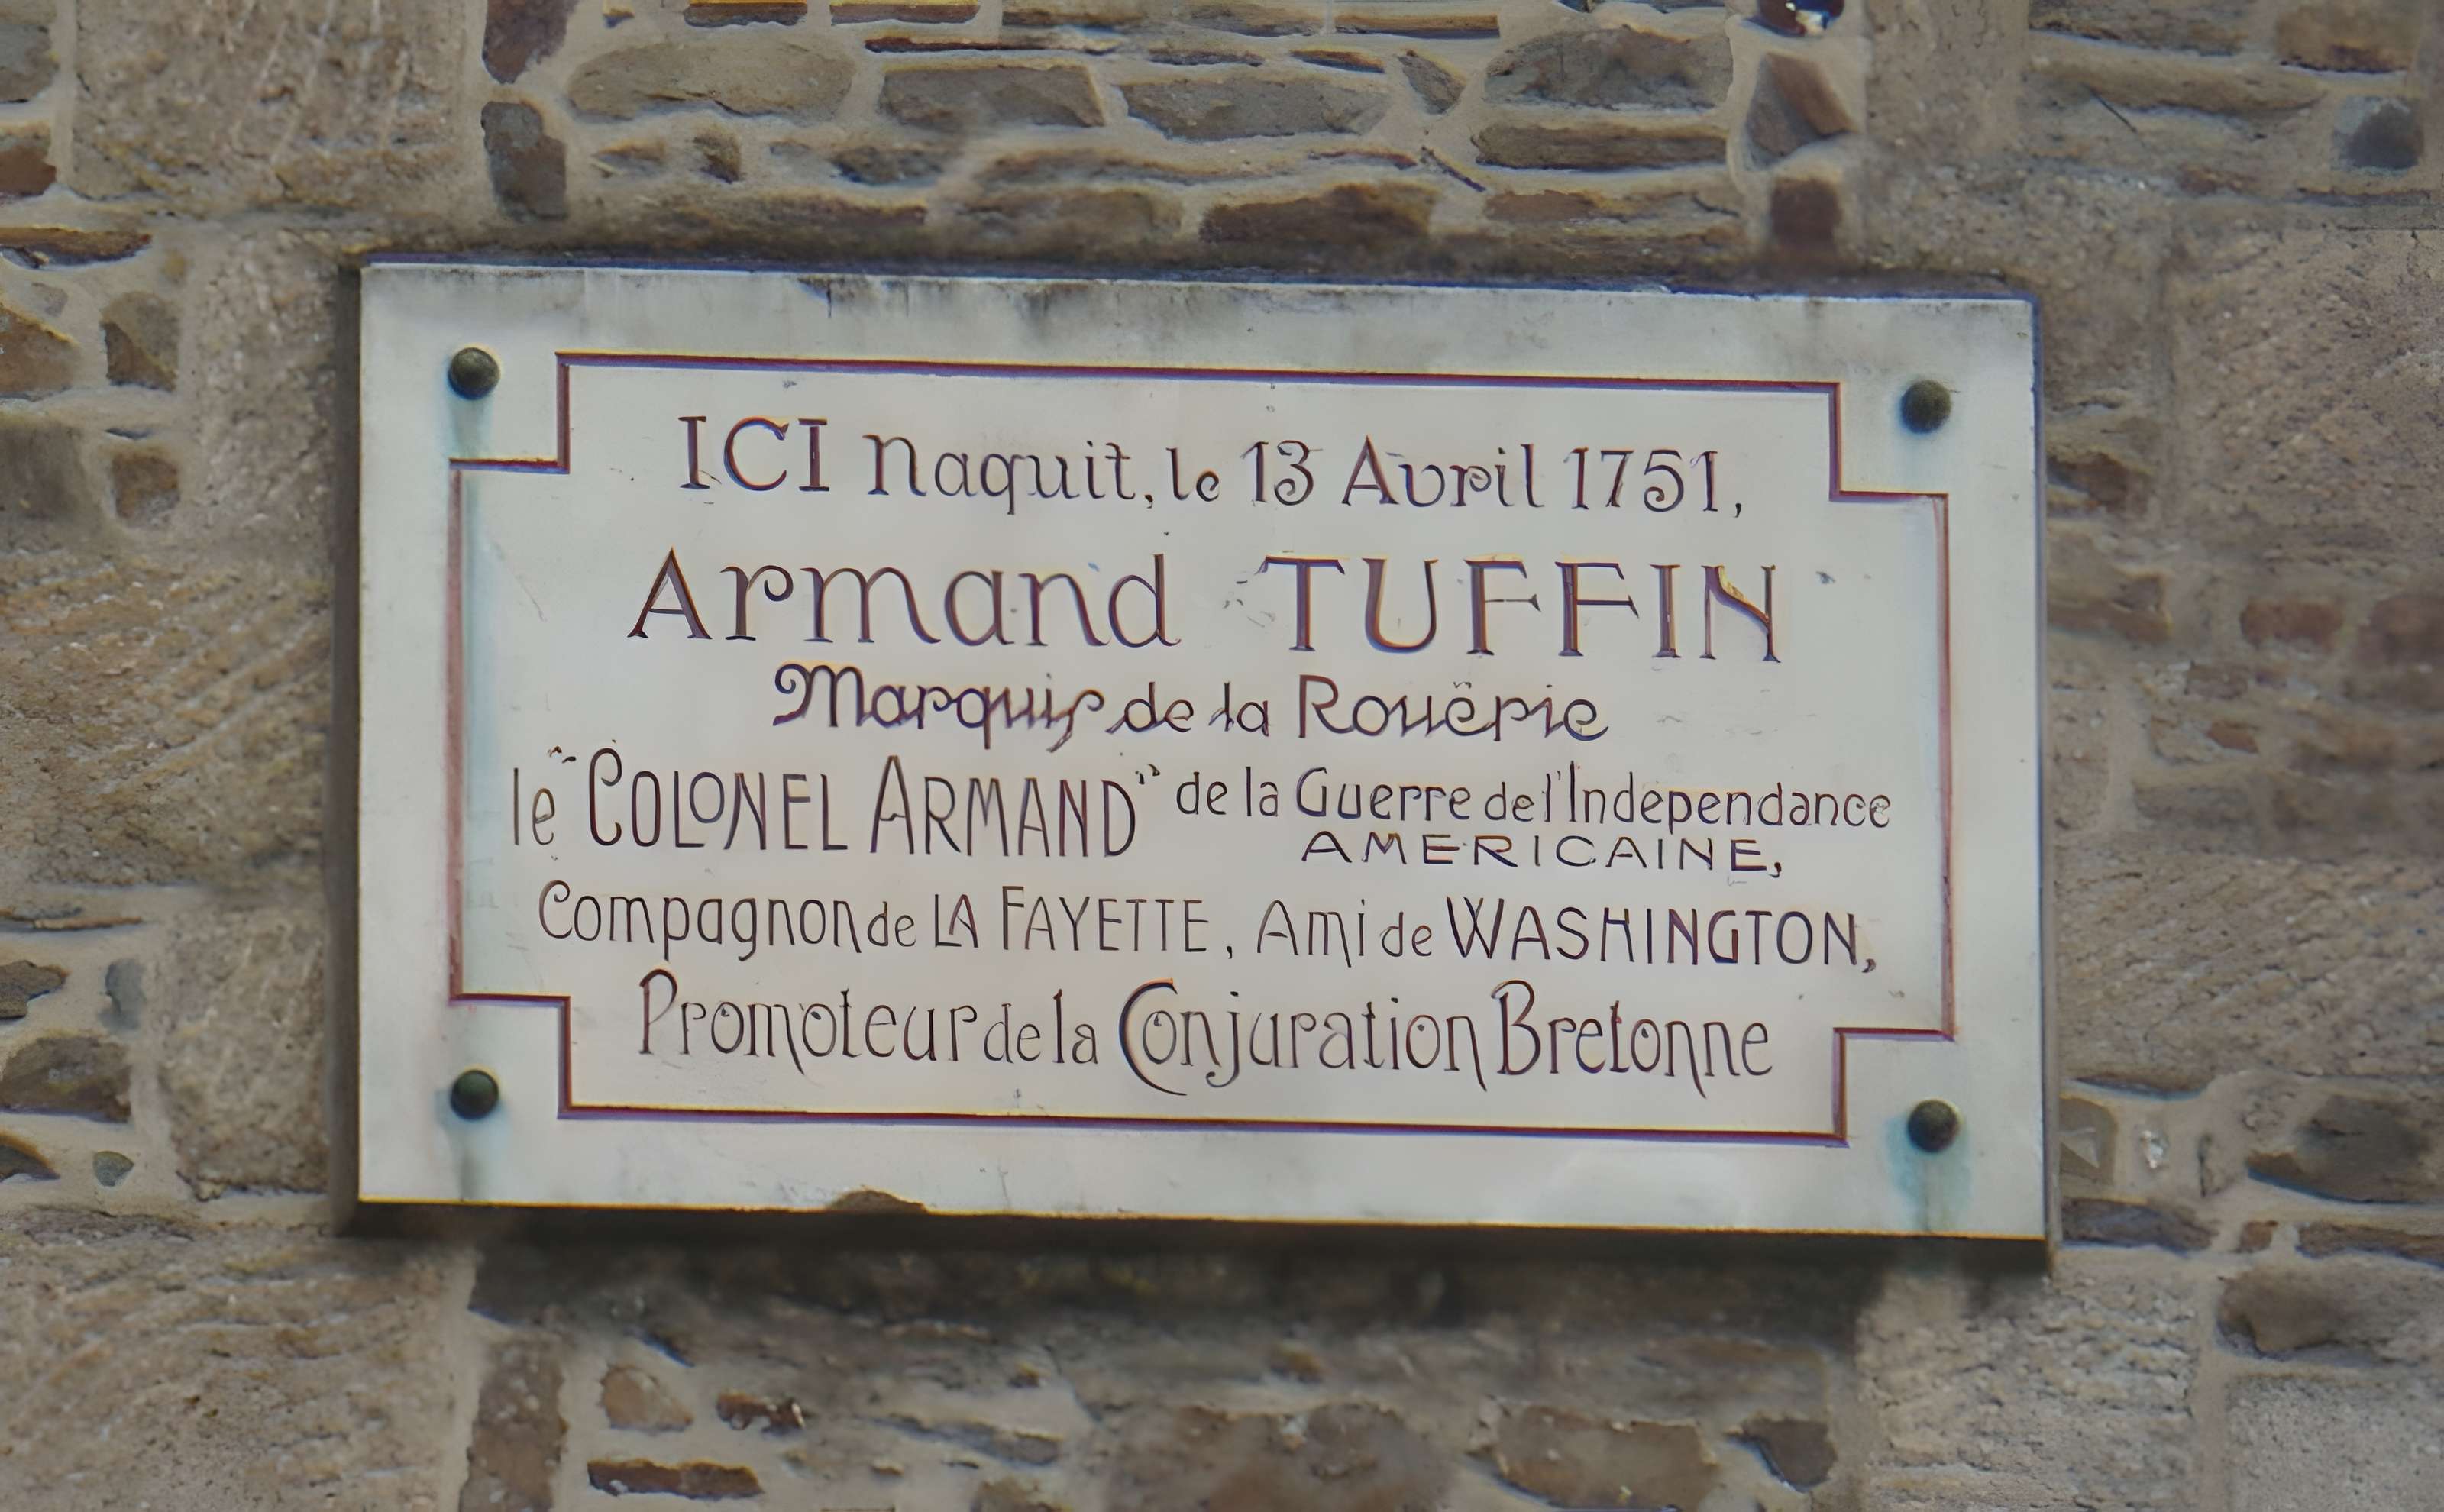 ICI Naquit, le 13 Avril 1751,
Armand TUFFIN
Marquis de la Rouërie
le "COLONEL ARMAND" de la Guerre de l'Independance
AMERICAINE,
Compagnon de LA FAYETTE, Ami de WASHINGTON,
Promoteur de la Conjuration Bretonne